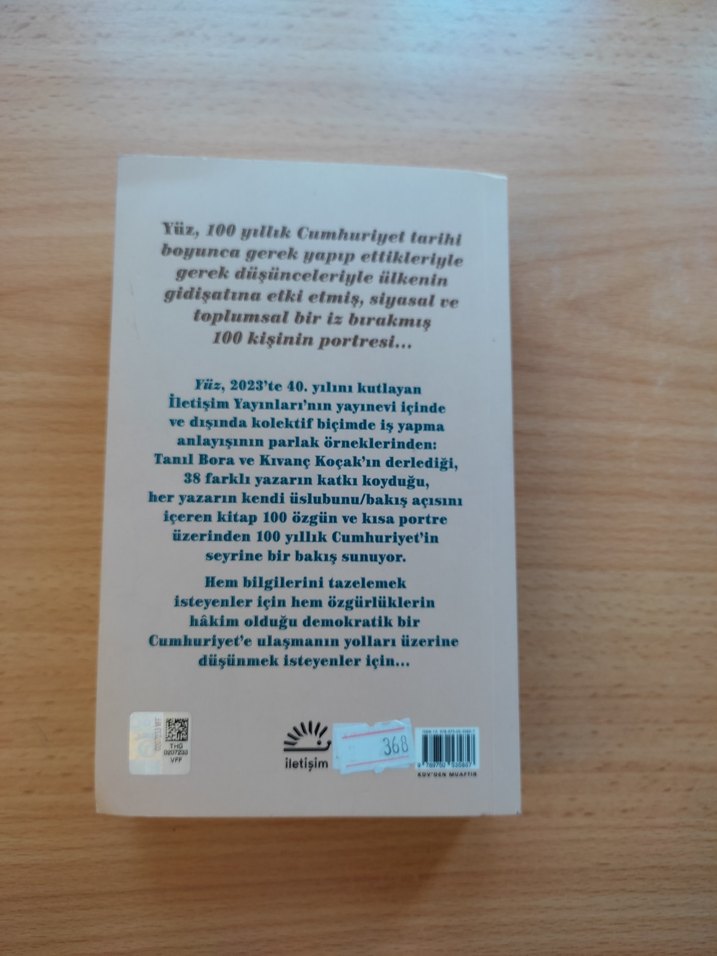 Yüz, 100 yıllık Cumhuriyet tarihi
boyunca gerek yapıp ettikleriyle
gerek düşünceleriyle ülkenin
gidişatına etki etmiş, siyasal ve
toplumsal bir iz bırakmış
100 kişinin portresi...
Yüz, 2023’te 40. yılını kutlayan
İletişim Yayınları’nın yayınevi içinde
ve dışında kolektif biçimde iş yapma
anlayışının parlak örneklerinden:
Tanıl Bora ve Kıvanç Koçak’ın derlediği,
38 farklı yazarın katkı koyduğu,
her yazarın kendi üslubunu/bakış açısını
içeren kitap 100 özgün ve kısa portre
üzerinden 100 yıllık Cumhuriyet’in
seyrine bir bakış sunuyor.
Hem bilgilerini tazelemek
isteyenler için hem özgürlüklerin
hâkim olduğu demokratik bir
Cumhuriyet’e ulaşmanın yolları üzerine
düşünmek isteyenler için...
THG
0207233
VFF
iletişim
368
KDV'DEN MUAFTIR